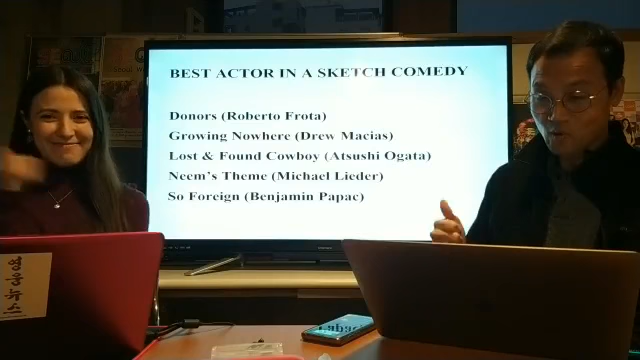 BEST ACTOR IN A SKETCH COMEDY
Donors (Roberto Frota)
Growing Nowhere (Drew Macias)
Lost & Found Cowboy (Atsushi Ogata)
Neem's Theme (Michael Lieder)
So Foreign (Benjamin Papac)